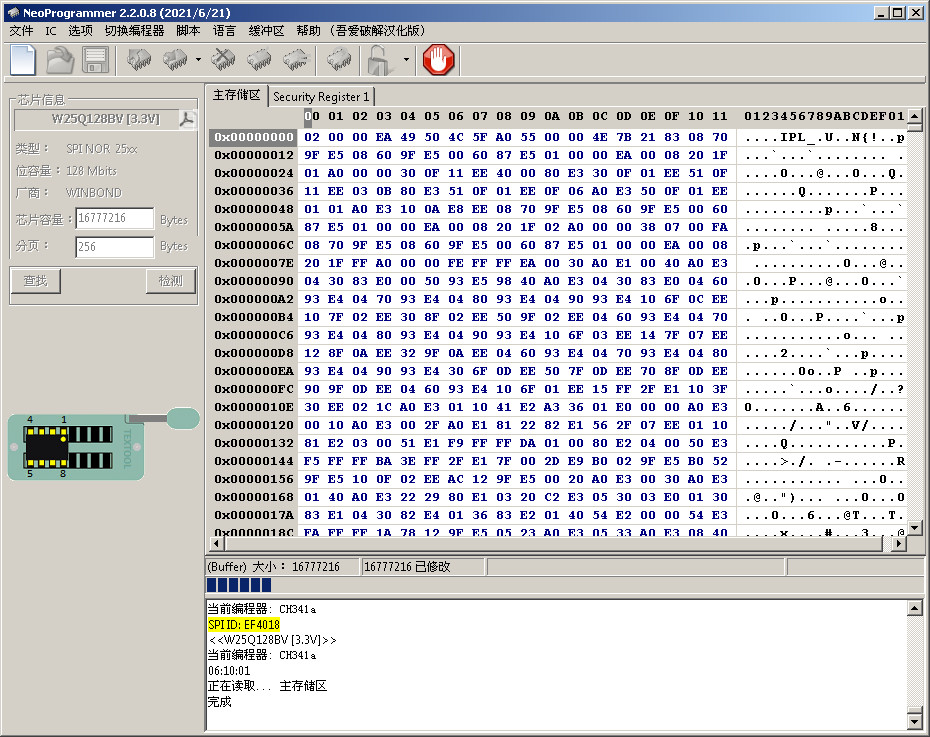 NeoProgrammer 2.2.0.8 (2021/6/21)
文件 IC 选项 切换编程器 脚本 语言 缓冲区 帮助 (吾爱破解汉化版)
芯片信息
W25Q128BV [3.3V]
类型： SPI NOR 25xx
位容量： 128 Mbits
厂商： WINBOND
芯片容量： 16777216 Bytes
分页： 256 Bytes
查找 检测
4 1
TEXTOOL
5 8
主存储区 Security Register 1
00 01 02 03 04 05 06 07 08 09 0A 0B 0C 0D 0E 0F 10 11 0123456789ABCDEF01
0x00000000 02 00 00 EA 49 50 4C 5F A0 55 00 00 4E 7B 21 83 08 70 ....IPL_.U..N{!..p
0x00000012 9F E5 08 60 9F E5 00 60 87 E5 01 00 00 EA 00 08 20 1F ...`...`...... .
0x00000024 01 A0 00 00 30 0F 11 EE 40 00 80 E3 30 0F 01 EE 51 0F ....0...@...0...Q.
0x00000036 11 EE 03 0B 80 E3 51 0F 01 EE 0F 06 A0 E3 50 0F 01 EE ......Q.......P...
0x00000048 01 01 A0 E3 10 0A E8 EE 08 70 9F E5 08 60 9F E5 00 60 .........p...`...`
0x0000005A 87 E5 01 00 00 EA 00 08 20 1F 02 A0 00 00 38 07 00 FA ........ .....8...
0x0000006C 08 70 9F E5 08 60 9F E5 00 60 87 E5 01 00 00 EA 00 08 .p...`...`........
0x0000007E 20 1F FF A0 00 00 FE FF FF EA 00 30 A0 E1 00 40 A0 E3 ..........0...@..
0x00000090 04 30 83 E0 00 50 93 E5 98 40 A0 E3 04 30 83 E0 04 60 .0...P...@...0...`
0x000000A2 93 E4 04 70 93 E4 04 80 93 E4 04 90 93 E4 10 6F 0C EE ...p...........o..
0x000000B4 10 7F 02 EE 30 8F 02 EE 50 9F 02 EE 04 60 93 E4 04 70 . ..0...P....`...p
0x000000C6 93 E4 04 80 93 E4 04 90 93 E4 10 6F 03 EE 14 7F 07 EE ...........o.. ...
0x000000D8 12 8F 0A EE 32 9F 0A EE 04 60 93 E4 04 70 93 E4 04 80 ....2....`...p....
0x000000EA 93 E4 04 90 93 E4 30 6F 0D EE 50 7F 0D EE 70 8F 0D EE ......0o..P ..p...
0x000000FC 90 9F 0D EE 04 60 93 E4 10 6F 01 EE 15 FF 2F E1 10 3F .....`...o..../..?
0x0000010E 30 EE 02 1C A0 E3 01 10 41 E2 A3 36 01 E0 00 00 A0 E3 0.......A..6......
0x00000120 00 10 A0 E3 00 2F A0 E1 81 22 82 E1 56 2F 07 EE 01 10 ...../..."..V/....
0x00000132 81 E2 03 00 51 E1 F9 FF FF DA 01 00 80 E2 04 00 50 E3 ....Q...........P.
0x00000144 F5 FF FF BA 3E FF 2F E1 7F 00 2D E9 B0 02 9F E5 B0 52 ....>./. .-......R
0x00000156 9F E5 10 0F 02 EE AC 12 9F E5 00 20 A0 E3 00 30 A0 E3 ........... ...0..
0x00000168 01 40 A0 E3 22 29 80 E1 03 20 C2 E3 05 30 03 E0 01 30 .@..")... ...0...0
0x0000017A 83 E1 04 30 82 E4 01 36 83 E2 01 40 54 E2 00 00 54 E3 ...0...6...@T...T.
0x0000018C FA FF FF 1A 78 12 9F E5 05 23 A0 E3 05 33 A0 E3 08 40 ....x....#...3...@
(Buffer) 大小： 16777216 16777216 已修改
当前编程器: CH341a
SPI ID: EF4018
<<W25Q128BV [3.3V]>>
当前编程器: CH341a
06:10:01
正在读取... 主存储区
完成